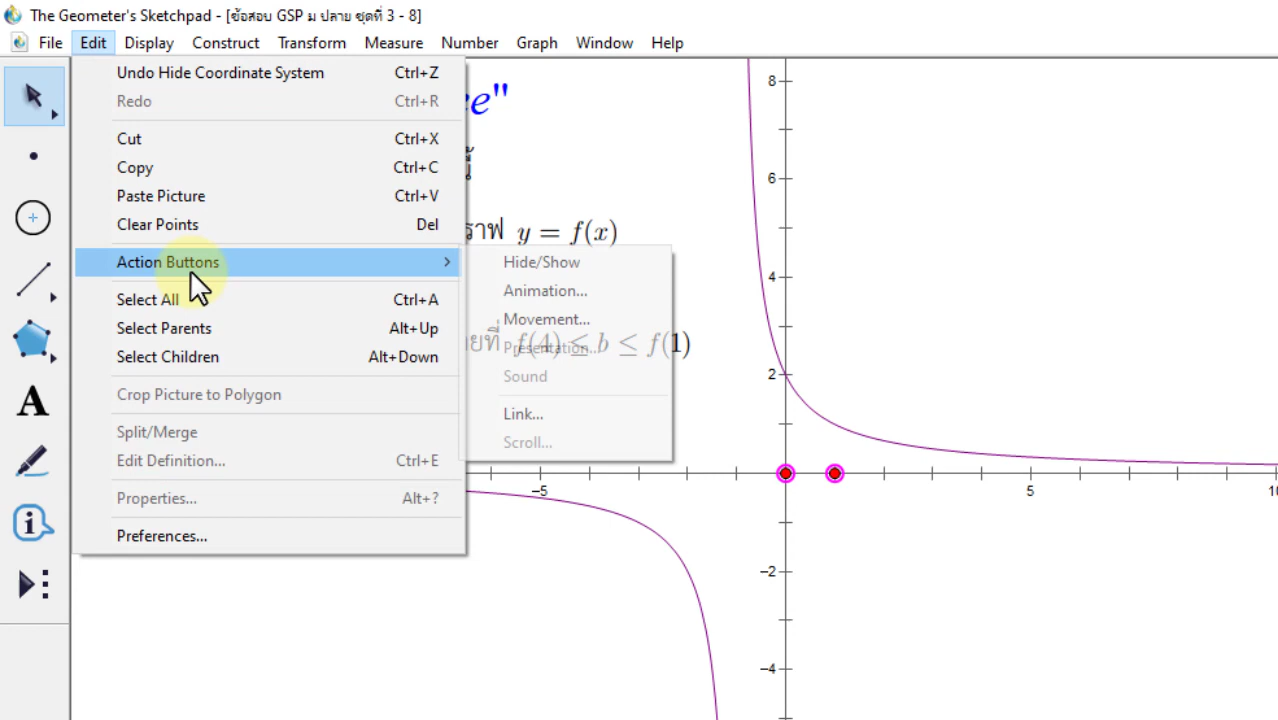 The Geometer's Sketchpad - [ข้อสอบ GSP ม ปลาย ชุดที่ 3 - 8]
File Edit Display Construct Transform Measure Number Graph Window Help
Undo Hide Coordinate System Ctrl+Z
Redo Ctrl+R
Cut Ctrl+X
Copy Ctrl+C
Paste Picture Ctrl+V
Clear Points Del
Action Buttons
Select All Ctrl+A
Select Parents Alt+Up
Select Children Alt+Down
Crop Picture to Polygon
Split/Merge
Edit Definition... Ctrl+E
Properties... Alt+?
Preferences...
Hide/Show
Animation...
Movement...
Presentation...
Sound
Link...
Scroll...
e"
นี้
ราฟ y = f(x)
ยที่ f(4) ≤ b ≤ f(1)
A
8
6
4
2
−5
5
10
−2
−4